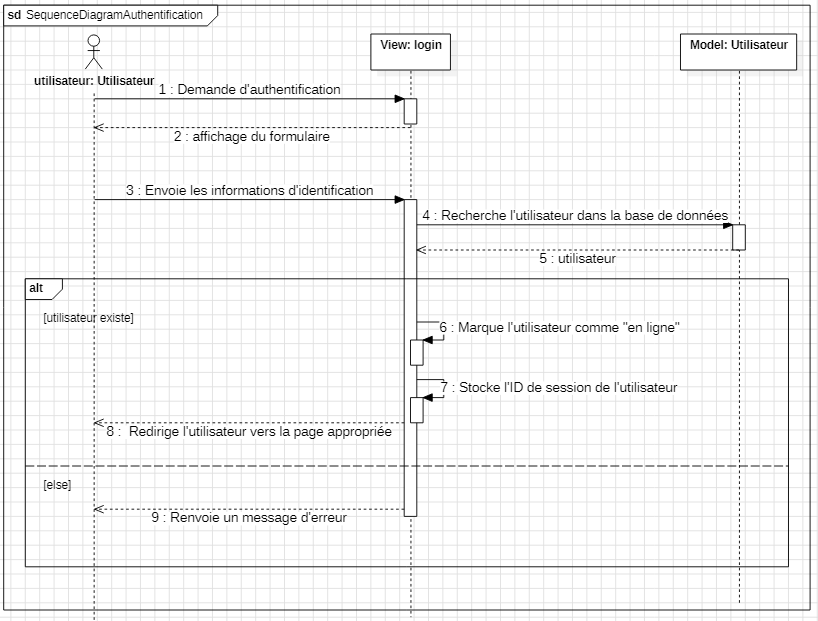 sd SequenceDiagramAuthentification
utilisateur: Utilisateur
View: login
Model: Utilisateur
1 : Demande d'authentification
2 : affichage du formulaire
3 : Envoie les informations d'identification
4 : Recherche l'utilisateur dans la base de données
5 : utilisateur
alt
[utilisateur existe]
6 : Marque l'utilisateur comme "en ligne"
7 : Stocke l'ID de session de l'utilisateur
8 : Redirige l'utilisateur vers la page appropriée
[else]
9 : Renvoie un message d'erreur